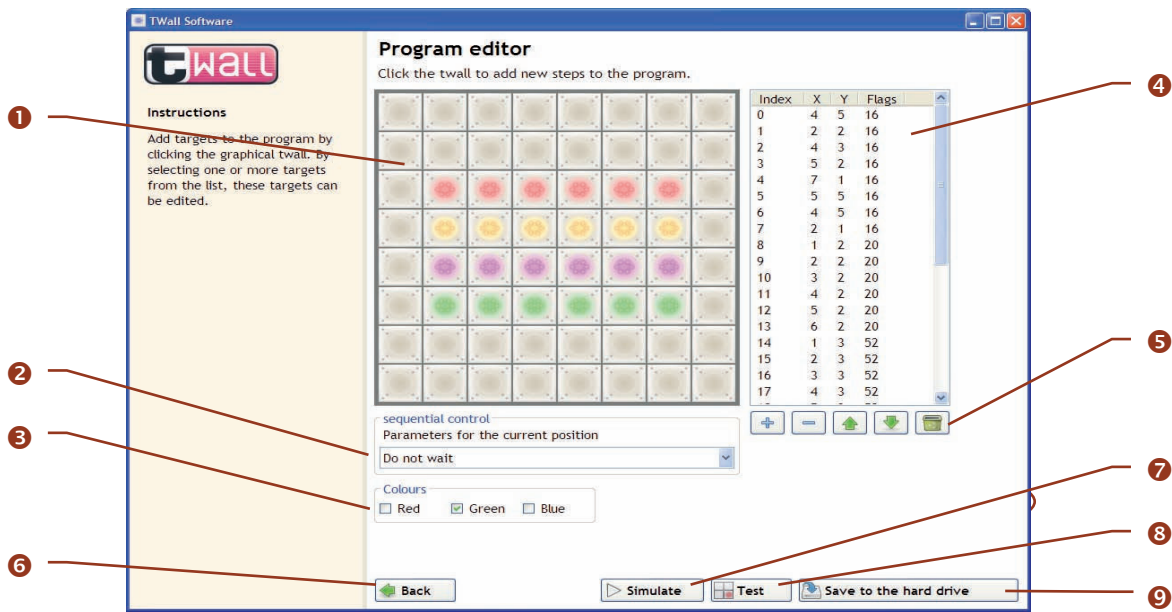 TWall Software
twall
Instructions
Add targets to the program by
clicking the graphical twall. By
selecting one or more targets
from the list, these targets can
be edited.
Program editor
Click the twall to add new steps to the program.
Index X Y Flags
0 4 5 16
1 2 2 16
2 4 3 16
3 5 2 16
4 7 1 16
5 5 5 16
6 4 5 16
7 2 1 16
8 1 2 20
9 2 2 20
10 3 2 20
11 4 2 20
12 5 2 20
13 6 2 20
14 1 3 52
15 2 3 52
16 3 3 52
17 4 3 52
sequential control
Parameters for the current position
Do not wait
Colours
Red Green Blue
Back
Simulate
Test
Save to the hard drive
1
2
3
6
4
5
7
8
9